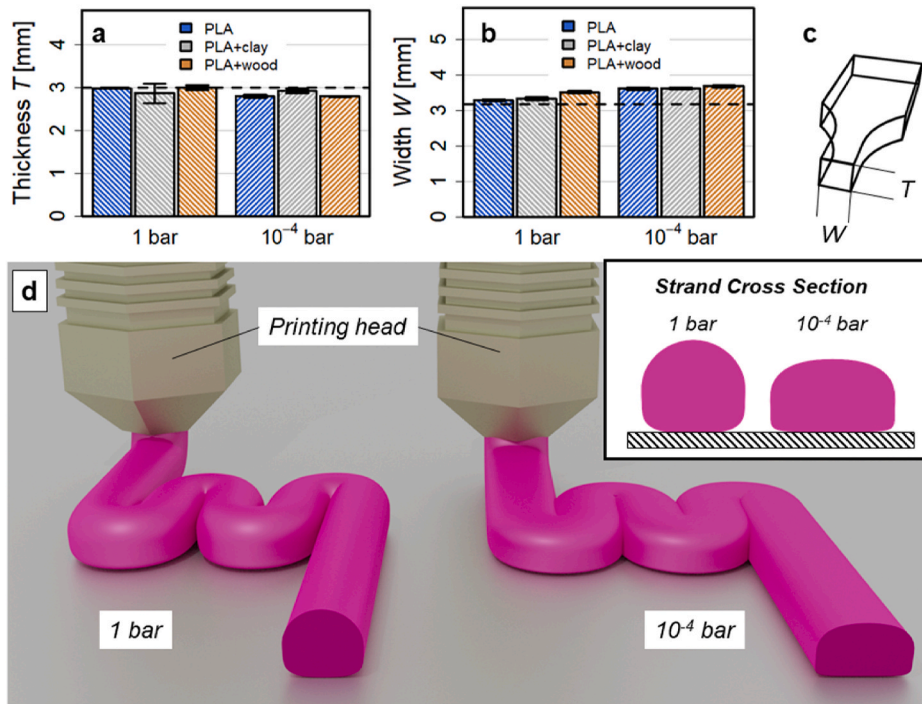 a
PLA
PLA+clay
PLA+wood
Thickness T [mm]
4
3
2
1
0
1 bar
10⁻⁴ bar
b
PLA
PLA+clay
PLA+wood
Width W [mm]
5
4
3
2
1
0
1 bar
10⁻⁴ bar
c
T
W
d
Printing head
Strand Cross Section
1 bar
10⁻⁴ bar
1 bar
10⁻⁴ bar